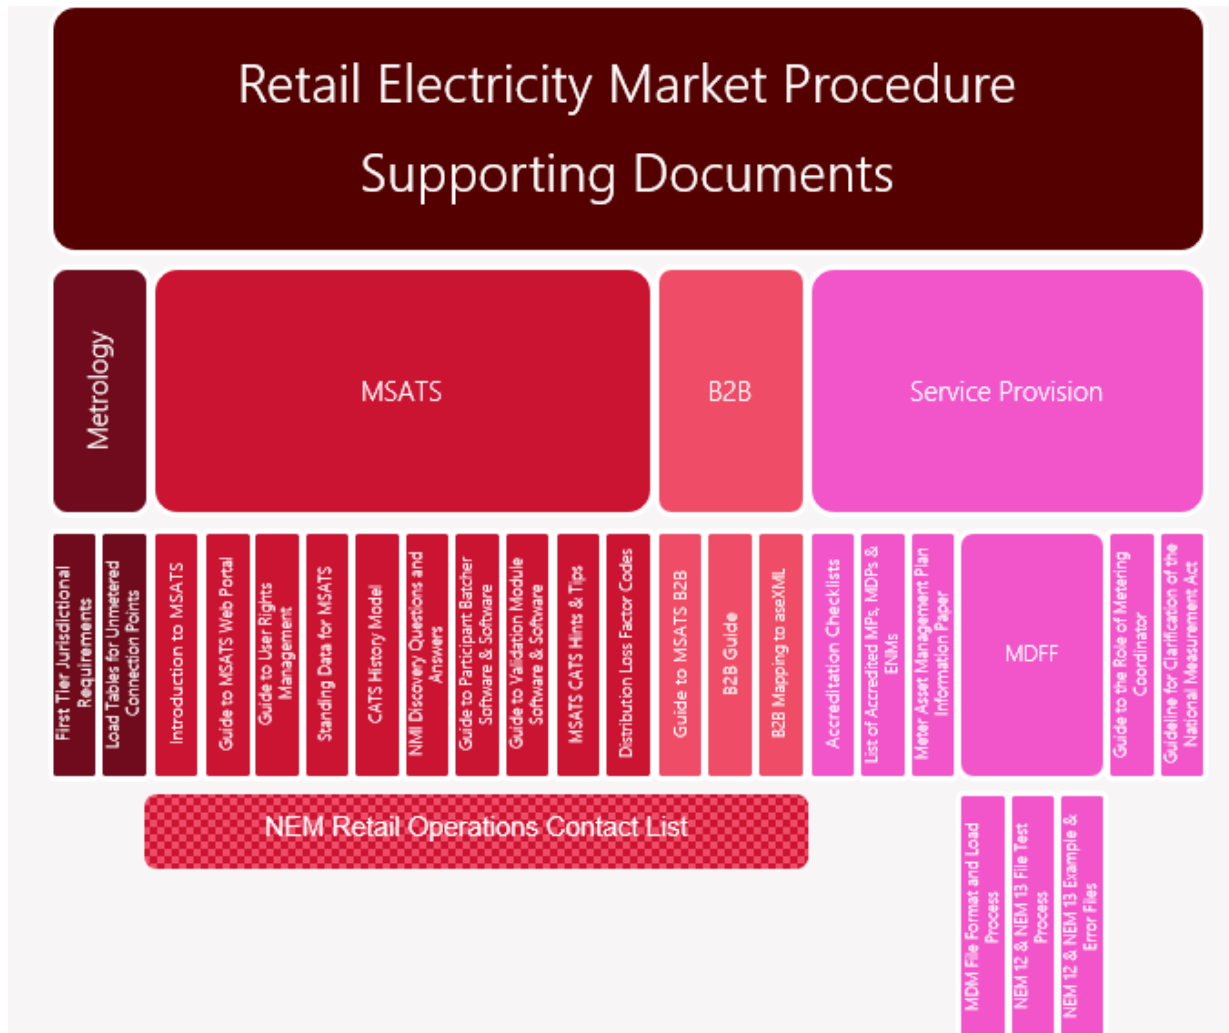 Retail Electricity Market Procedure
Supporting Documents
Metrology
MSATS
B2B
Service Provision
First Tier Jurisdictional
Requirements
Load Tables for Unmetered
Connection Points
Introduction to MSATS
Guide to MSATS Web Portal
Guide to User Rights
Management
Standing Data for MSATS
CATS History Model
NMI Discovery Questions and
Answers
Guide to Participant Batcher
Software & Software
Guide to Validation Module
Software & Software
MSATS CATS Hints & Tips
Distribution Loss Factor Codes
Guide to MSATS B2B
B2B Guide
B2B Mapping to aseXML
Accreditation Checklists
List of Accredited MPs, MDPs &
ENMs
Meter Asset Management Plan
Information Paper
MDFF
Guide to the Role of Metering
Coordinator
Guideline for Clarification of the
National Measurement Act
NEM Retail Operations Contact List
MDM File Format and Load
Process
NEM 12 & NEM 13 File Test
Process
NEM 12 & NEM 13 Example &
Error Files